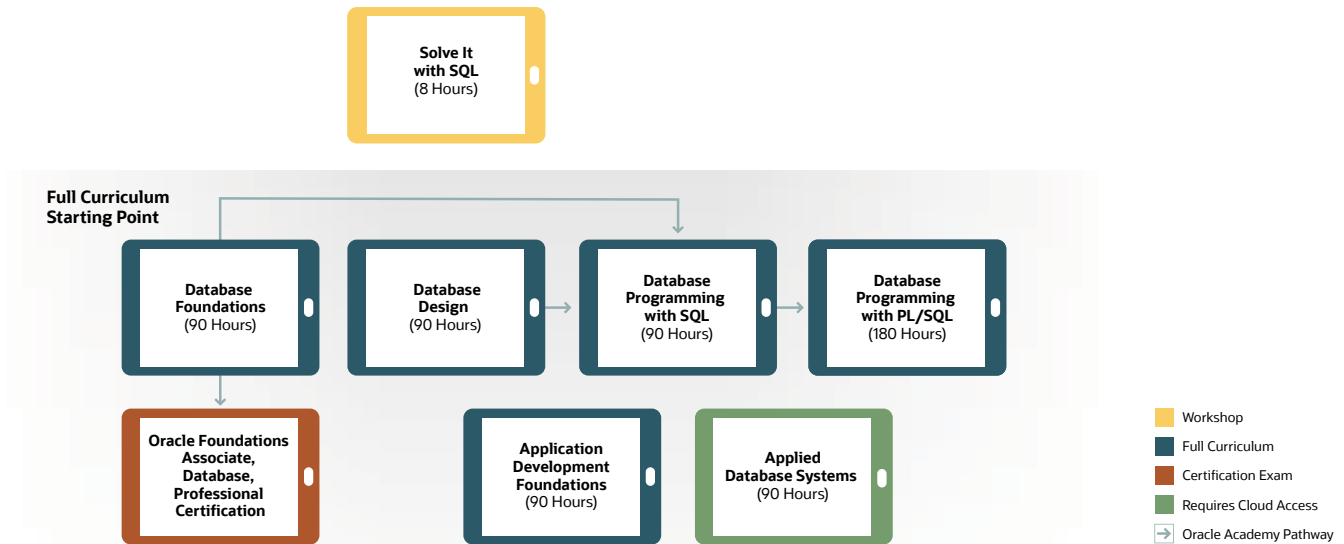 Solve It
with SQL
(8 Hours)
Full Curriculum
Starting Point
Database
Foundations
(90 Hours)
Database
Design
(90 Hours)
Database
Programming
with SQL
(90 Hours)
Database
Programming
with PL/SQL
(180 Hours)
Oracle Foundations
Associate,
Database,
Professional
Certification
Application
Development
Foundations
(90 Hours)
Applied
Database Systems
(90 Hours)
Workshop
Full Curriculum
Certification Exam
Requires Cloud Access
Oracle Academy Pathway